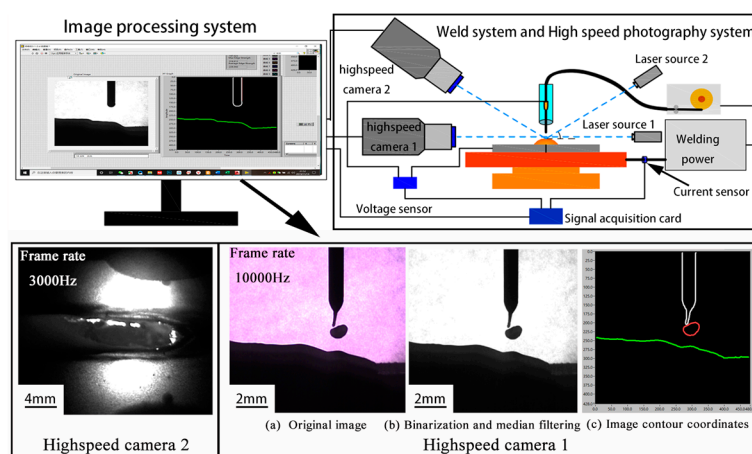 Image processing system
Weld system and High speed photography system
highspeed
camera 2
Laser source 2
highspeed
camera 1
Laser source 1
Welding
power
Current sensor
Voltage sensor
Signal acquisition card
Frame rate
3000Hz
4mm
Highspeed camera 2
Frame rate
10000Hz
2mm
2mm
(a) Original image
(b) Binarization and median filtering
(c) Image contour coordinates
Highspeed camera 1